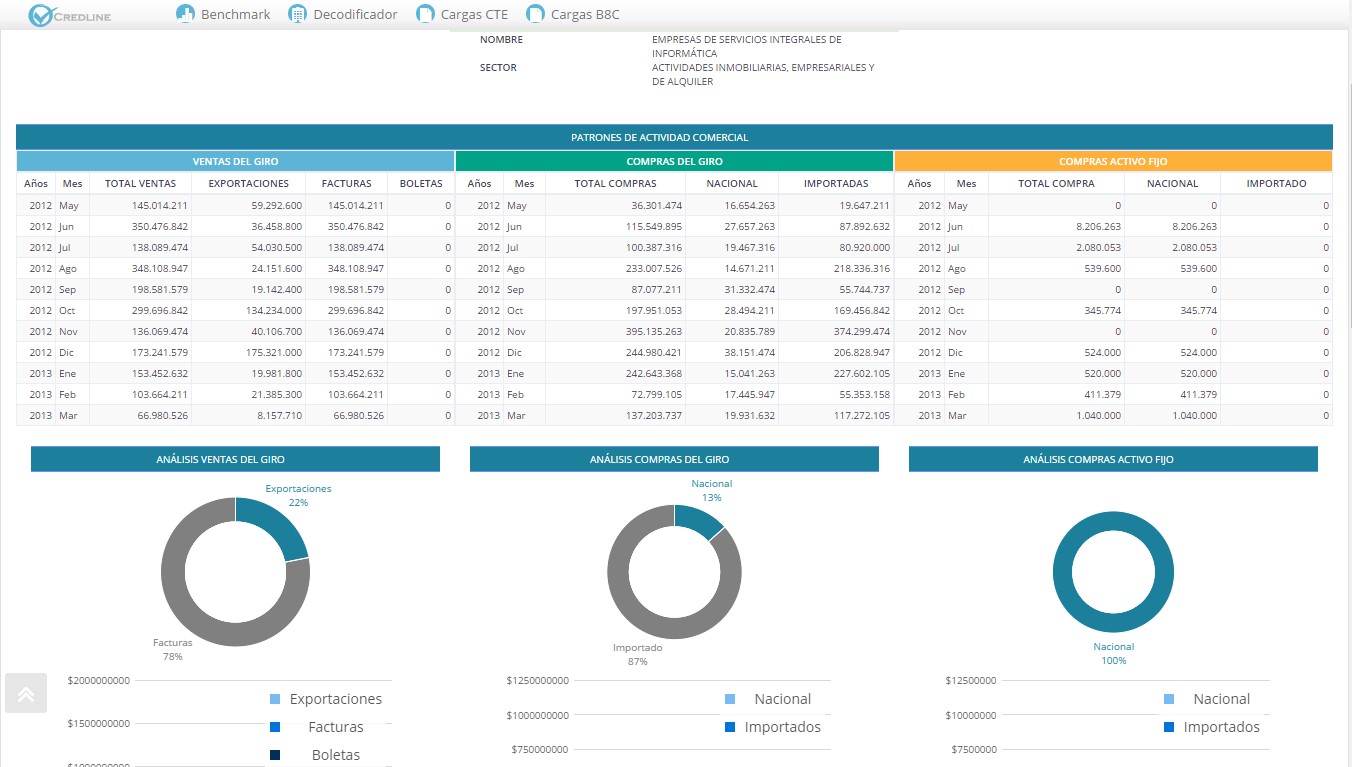 CREDLINE Benchmark Decodificador Cargas CTE Cargas B8C
NOMBRE EMPRESAS DE SERVICIOS INTEGRALES DE
INFORMÁTICA
SECTOR ACTIVIDADES INMOBILIARIAS, EMPRESARIALES Y
DE ALQUILER
PATRONES DE ACTIVIDAD COMERCIAL
VENTAS DEL GIRO COMPRAS DEL GIRO COMPRAS ACTIVO FIJO
Años Mes TOTAL VENTAS EXPORTACIONES FACTURAS BOLETAS Años Mes TOTAL COMPRAS NACIONAL IMPORTADAS Años Mes TOTAL COMPRA NACIONAL IMPORTADO
2012 May 145.014.211 59.292.600 145.014.211 0 2012 May 36.301.474 16.654.263 19.647.211 2012 May 0 0 0
2012 Jun 350.476.842 36.458.800 350.476.842 0 2012 Jun 115.549.895 27.657.263 87.892.632 2012 Jun 8.206.263 8.206.263 0
2012 Jul 138.089.474 54.030.500 138.089.474 0 2012 Jul 100.387.316 19.467.316 80.920.000 2012 Jul 2.080.053 2.080.053 0
2012 Ago 348.108.947 24.151.600 348.108.947 0 2012 Ago 233.007.526 14.671.211 218.336.316 2012 Ago 539.600 539.600 0
2012 Sep 198.581.579 19.142.400 198.581.579 0 2012 Sep 87.077.211 31.332.474 55.744.737 2012 Sep 0 0 0
2012 Oct 299.696.842 134.234.000 299.696.842 0 2012 Oct 197.951.053 28.494.211 169.456.842 2012 Oct 345.774 345.774 0
2012 Nov 136.069.474 40.106.700 136.069.474 0 2012 Nov 395.135.263 20.835.789 374.299.474 2012 Nov 0 0 0
2012 Dic 173.241.579 175.321.000 173.241.579 0 2012 Dic 244.980.421 38.151.474 206.828.947 2012 Dic 524.000 524.000 0
2013 Ene 153.452.632 19.981.800 153.452.632 0 2013 Ene 242.643.368 15.041.263 227.602.105 2013 Ene 520.000 520.000 0
2013 Feb 103.664.211 21.385.300 103.664.211 0 2013 Feb 72.799.105 17.445.947 55.353.158 2013 Feb 411.379 411.379 0
2013 Mar 66.980.526 8.157.710 66.980.526 0 2013 Mar 137.203.737 19.931.632 117.272.105 2013 Mar 1.040.000 1.040.000 0
ANÁLISIS VENTAS DEL GIRO ANÁLISIS COMPRAS DEL GIRO ANÁLISIS COMPRAS ACTIVO FIJO
Exportaciones
22%
Facturas
78%
Nacional
13%
Importado
87%
Nacional
100%
$2000000000
$1500000000
$1000000000
Exportaciones
Facturas
Boletas
$1250000000
$1000000000
$750000000
Nacional
Importados
$12500000
$10000000
$7500000
Nacional
Importados